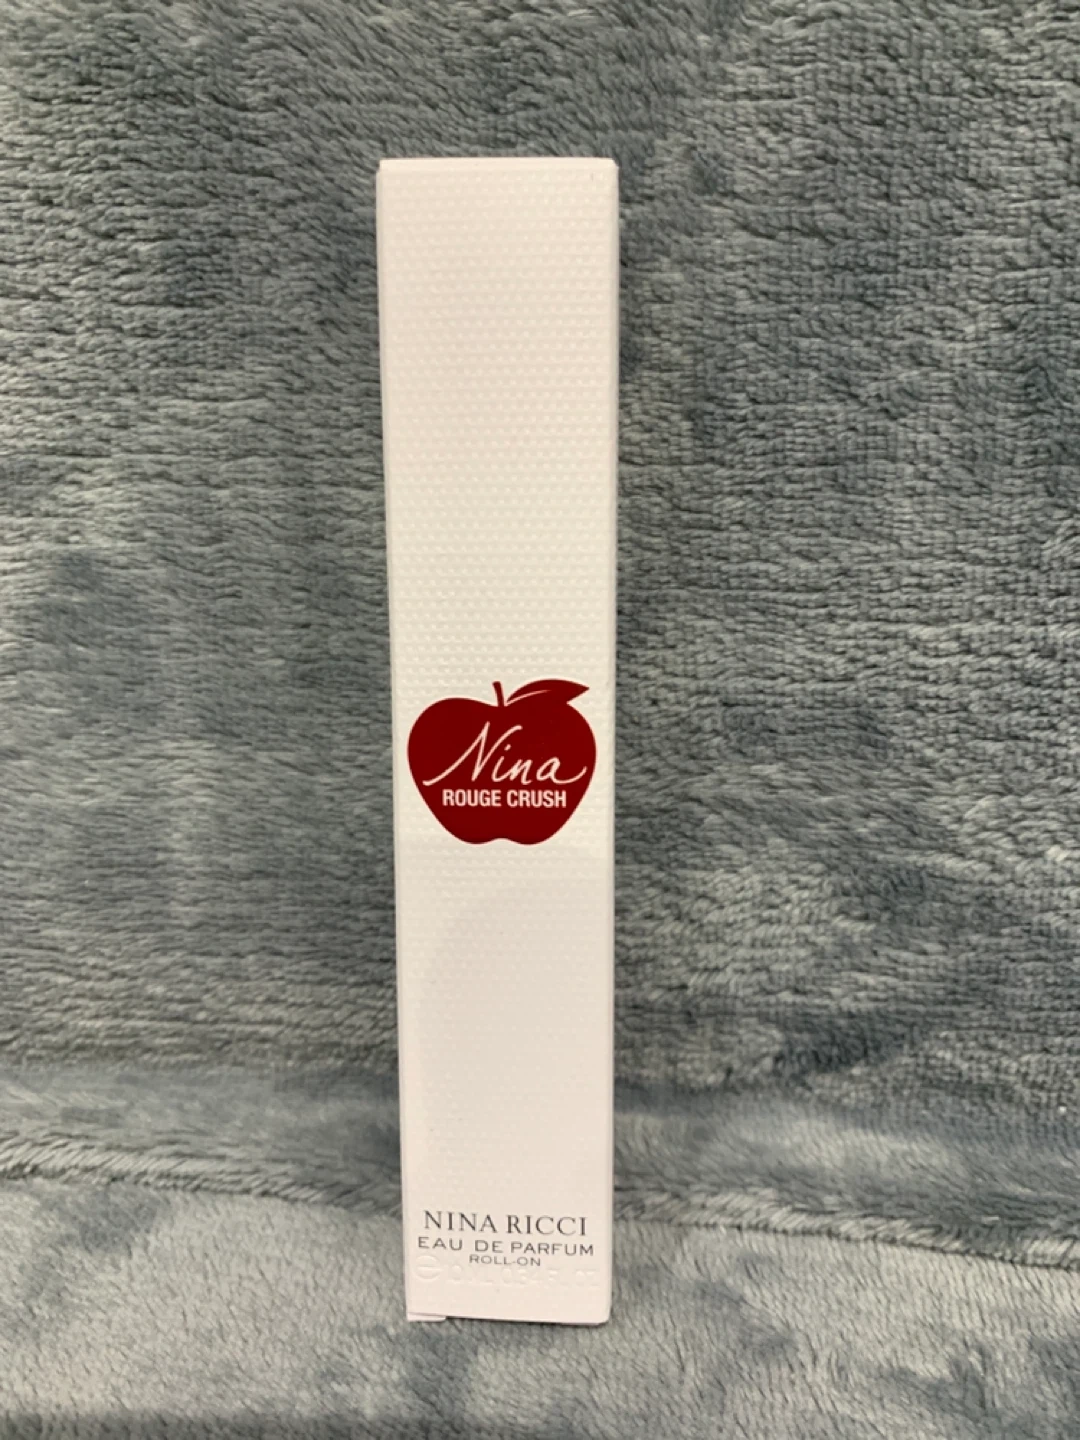 Nina
ROUGE CRUSH
NINA RICCI
EAU DE PARFUM
ROLL-ON